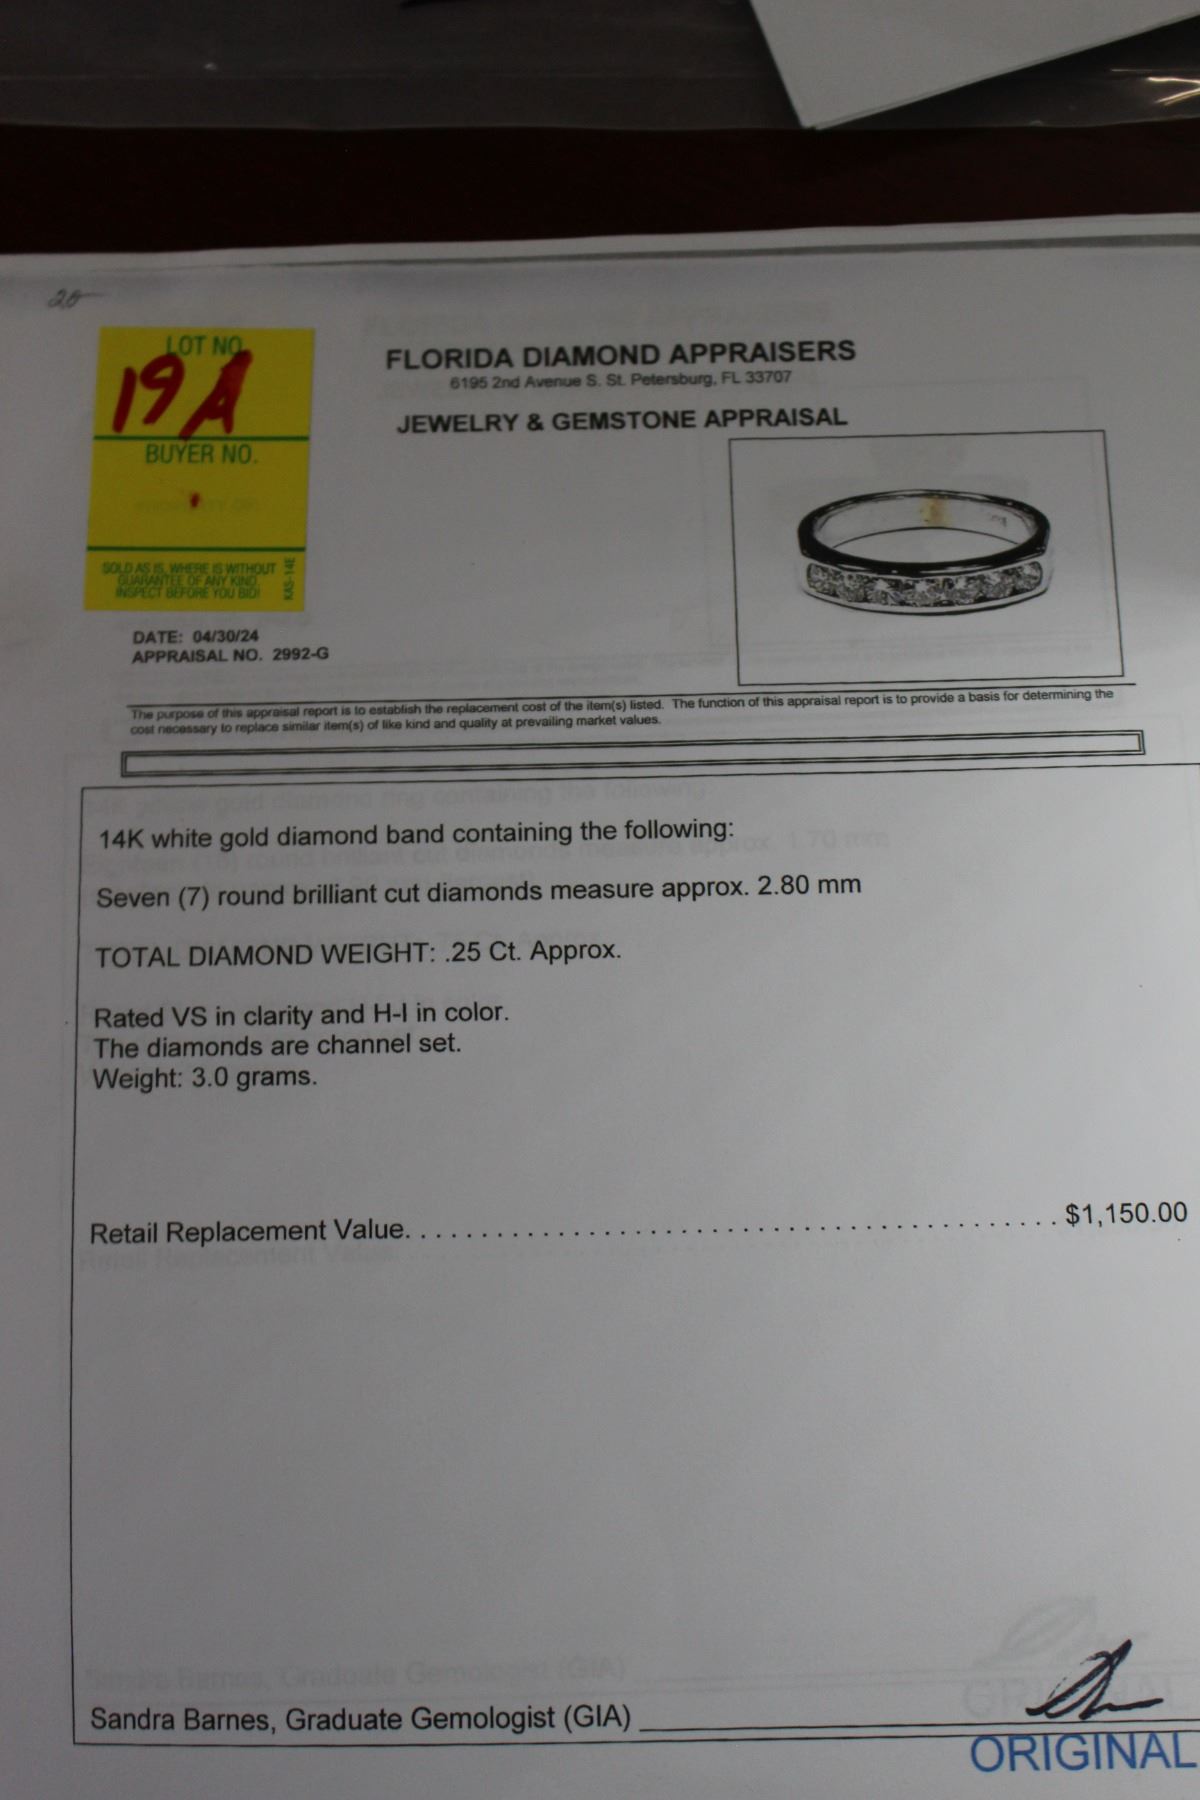 20
LOT NO.
19A
BUYER NO.
SOLD AS IS, WHERE IS WITHOUT
GUARANTEE OF ANY KIND.
INSPECT BEFORE YOU BID!
KAS-14E
FLORIDA DIAMOND APPRAISERS
6195 2nd Avenue S. St. Petersburg, FL 33707
JEWELRY & GEMSTONE APPRAISAL
DATE: 04/30/24
APPRAISAL NO. 2992-G
The purpose of this appraisal report is to establish the replacement cost of the item(s) listed. The function of this appraisal report is to provide a basis for determining the
cost necessary to replace similar item(s) of like kind and quality at prevailing market values.
14K white gold diamond band containing the following:
Seven (7) round brilliant cut diamonds measure approx. 2.80 mm
TOTAL DIAMOND WEIGHT: .25 Ct. Approx.
Rated VS in clarity and H-I in color.
The diamonds are channel set.
Weight: 3.0 grams.
Retail Replacement Value. . . . . . . . . . . . . . . . . . . . . . . . . . . . . . . . . . . . . . . . . . . $1,150.00
Sandra Barnes, Graduate Gemologist (GIA)
ORIGINAL